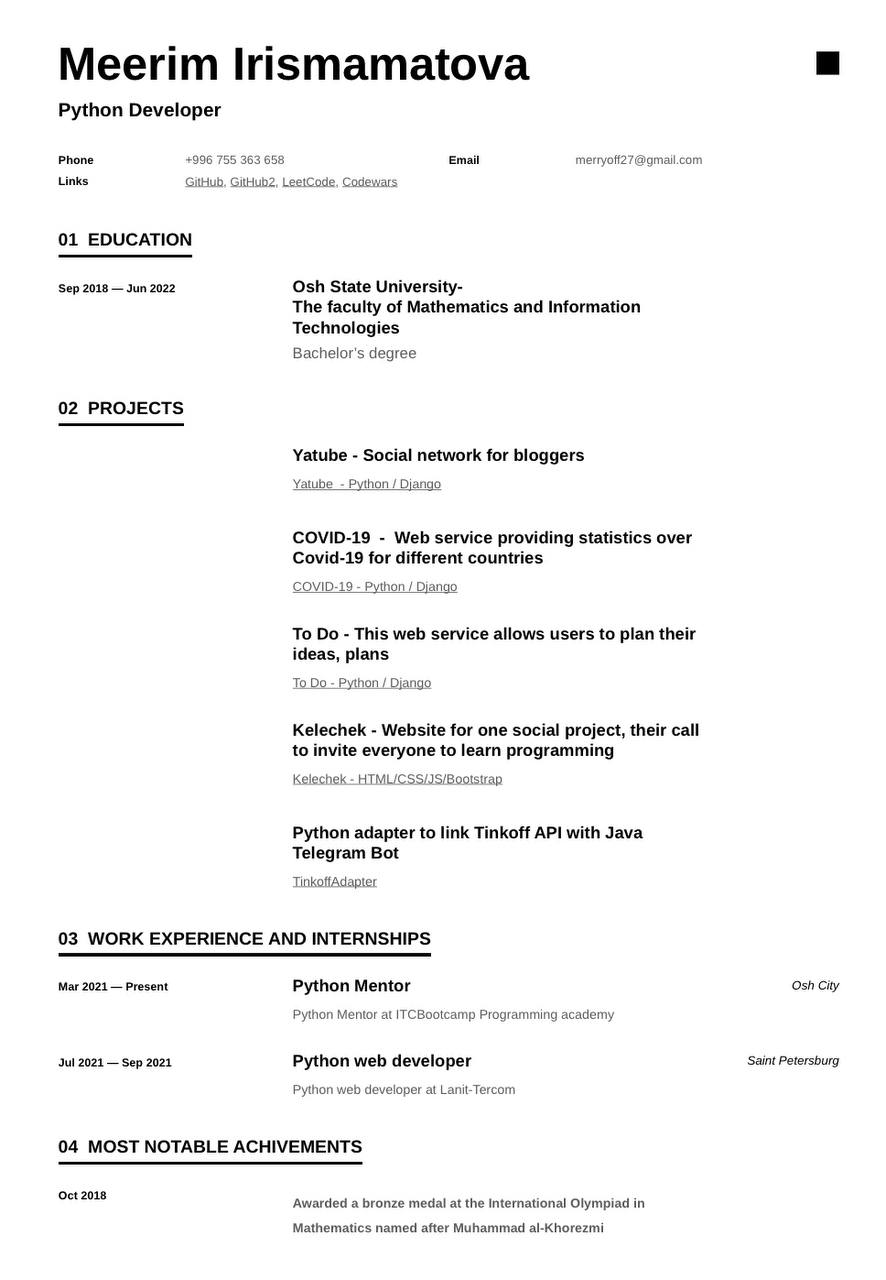 Meerim Irismamatova
Python Developer
Phone +996 755 363 658 Email merryoff27@gmail.com
Links GitHub, GitHub2, LeetCode, Codewars
01 EDUCATION
Sep 2018 — Jun 2022 Osh State University-
The faculty of Mathematics and Information
Technologies
Bachelor’s degree
02 PROJECTS
Yatube - Social network for bloggers
Yatube - Python / Django
COVID-19 - Web service providing statistics over
Covid-19 for different countries
COVID-19 - Python / Django
To Do - This web service allows users to plan their
ideas, plans
To Do - Python / Django
Kelechek - Website for one social project, their call
to invite everyone to learn programming
Kelechek - HTML/CSS/JS/Bootstrap
Python adapter to link Tinkoff API with Java
Telegram Bot
TinkoffAdapter
03 WORK EXPERIENCE AND INTERNSHIPS
Mar 2021 — Present Python Mentor Osh City
Python Mentor at ITCBootcamp Programming academy
Jul 2021 — Sep 2021 Python web developer Saint Petersburg
Python web developer at Lanit-Tercom
04 MOST NOTABLE ACHIVEMENTS
Oct 2018 Awarded a bronze medal at the International Olympiad in
Mathematics named after Muhammad al-Khorezmi